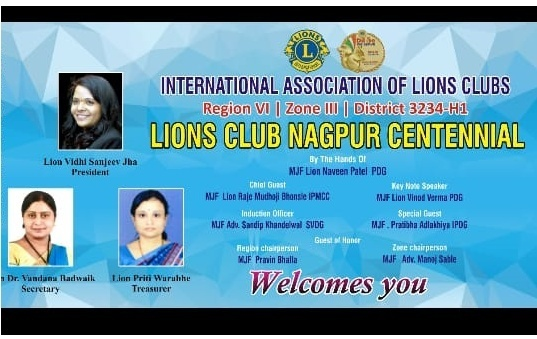 LIONS
L
INTERNATIONAL
INTERNATIONAL ASSOCIATION OF LIONS CLUBS
Region VI | Zone III | District 3234-H1
LIONS CLUB NAGPUR CENTENNIAL
By The Hands Of
MJF Lion Naveen Patel PDG
Chief Guest
MJF Lion Raje Mudhoji Bhonsle IPMCC
Key Note Speaker
MJF Lion Vinod Verma PDG
Induction Officer
MJF Adv. Sandip Khandelwal SVDG
Special Guest
MJF . Pratibha Adlakhiya IPDG
Guest of Honor
Region chairperson
MJF Pravin Bhalla
Zone chairperson
MJF Adv. Manoj Sable
Welcomes you
Lion Vidhi Sanjeev Jha
President
Dr. Vandana Badwaik
Secretary
Lion Priti Warabhe
Treasurer